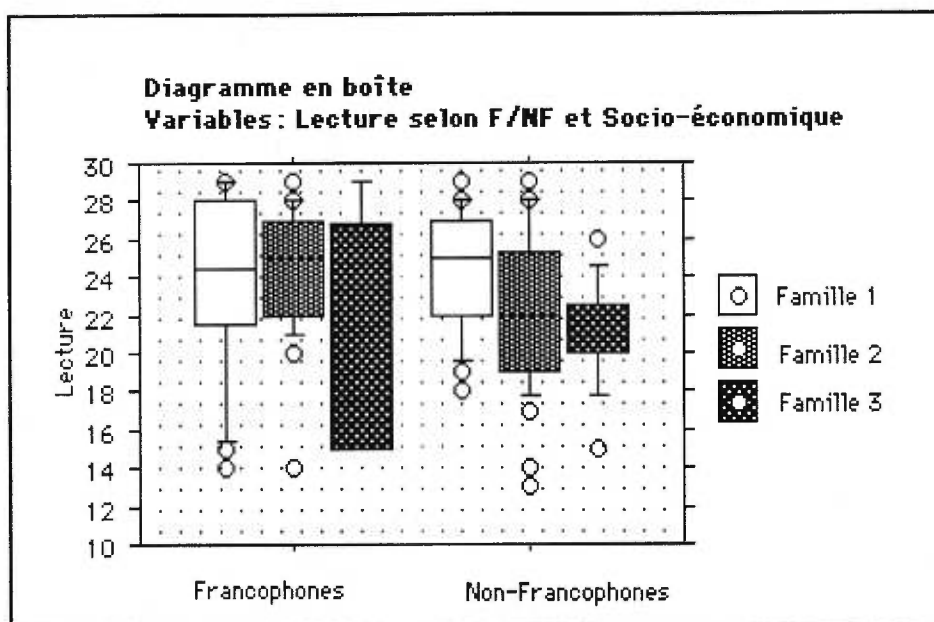 Diagramme en boîte
Variables: Lecture selon F/NF et Socio-économique
30
28
26
24
22
20
18
16
14
12
10
Lecture
Francophones
Non-Francophones
Famille 1
Famille 2
Famille 3